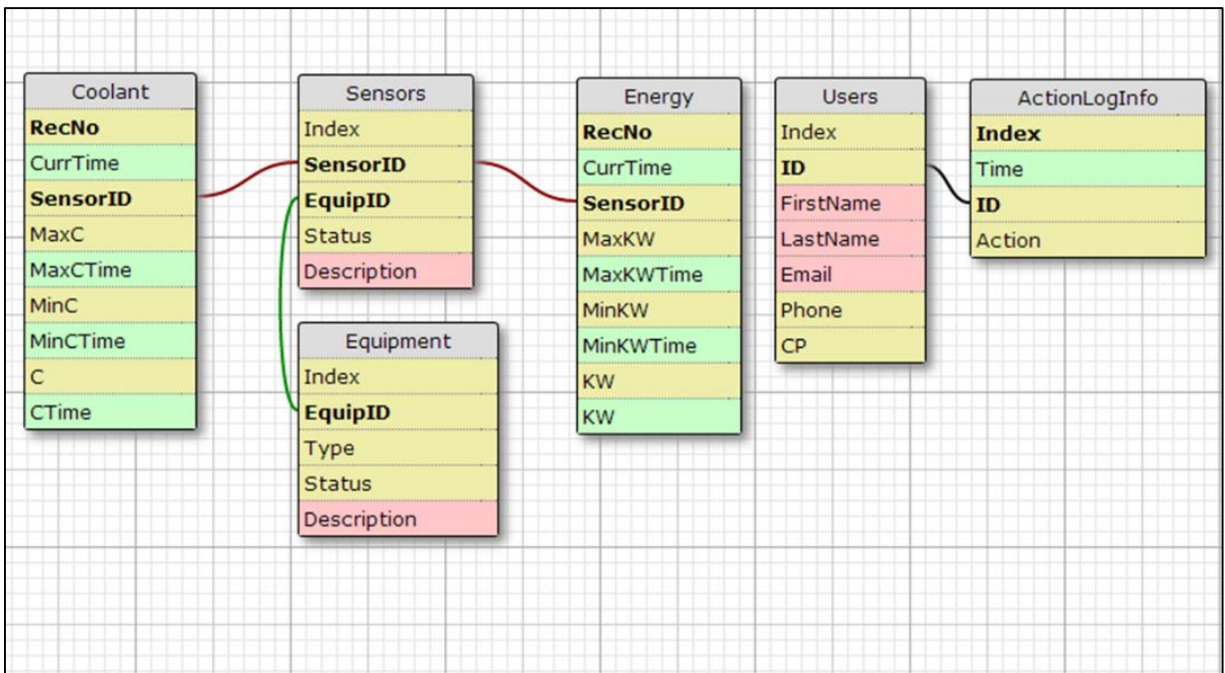 Coolant
RecNo
CurrTime
SensorID
MaxC
MaxCTime
MinC
MinCTime
C
CTime
Sensors
Index
SensorID
EquipID
Status
Description
Equipment
Index
EquipID
Type
Status
Description
Energy
RecNo
CurrTime
SensorID
MaxKW
MaxKWTime
MinKW
MinKWTime
KW
KW
Users
Index
ID
FirstName
LastName
Email
Phone
CP
ActionLogInfo
Index
Time
ID
Action